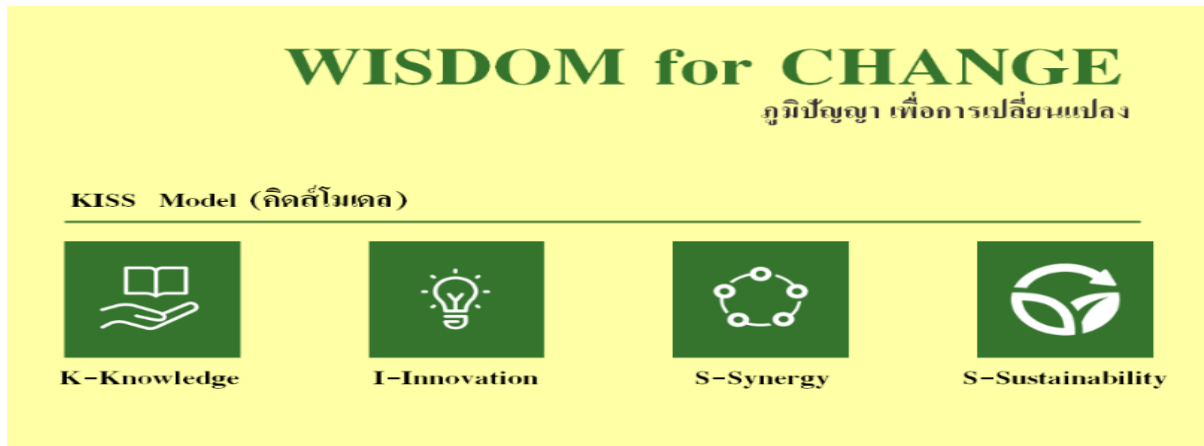 WISDOM for CHANGE
ภูมิปัญญา เพื่อการเปลี่ยนแปลง
KISS Model (คิดส์โมเดล)
K-Knowledge
I-Innovation
S-Synergy
S-Sustainability